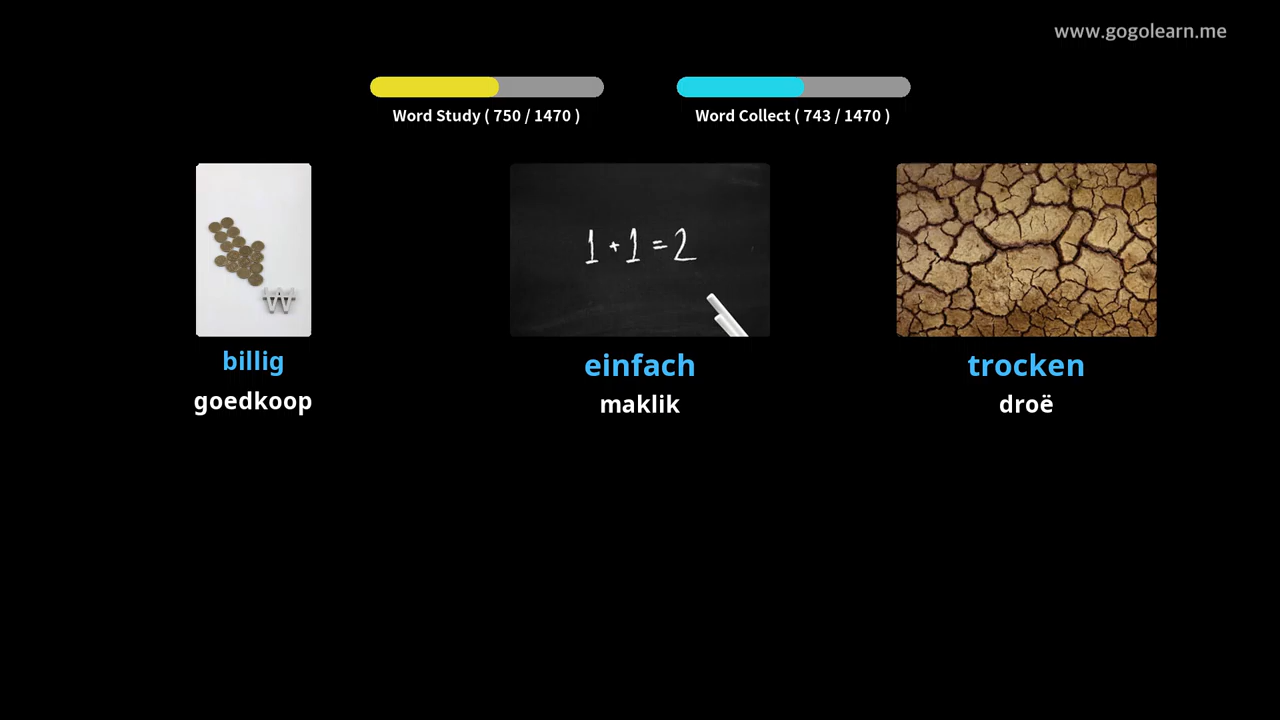 www.gogolearn.me
Word Study ( 750 / 1470 )
Word Collect ( 743 / 1470 )
1 + 1 = 2
billig
einfach
trocken
goedkoop
maklik
droë